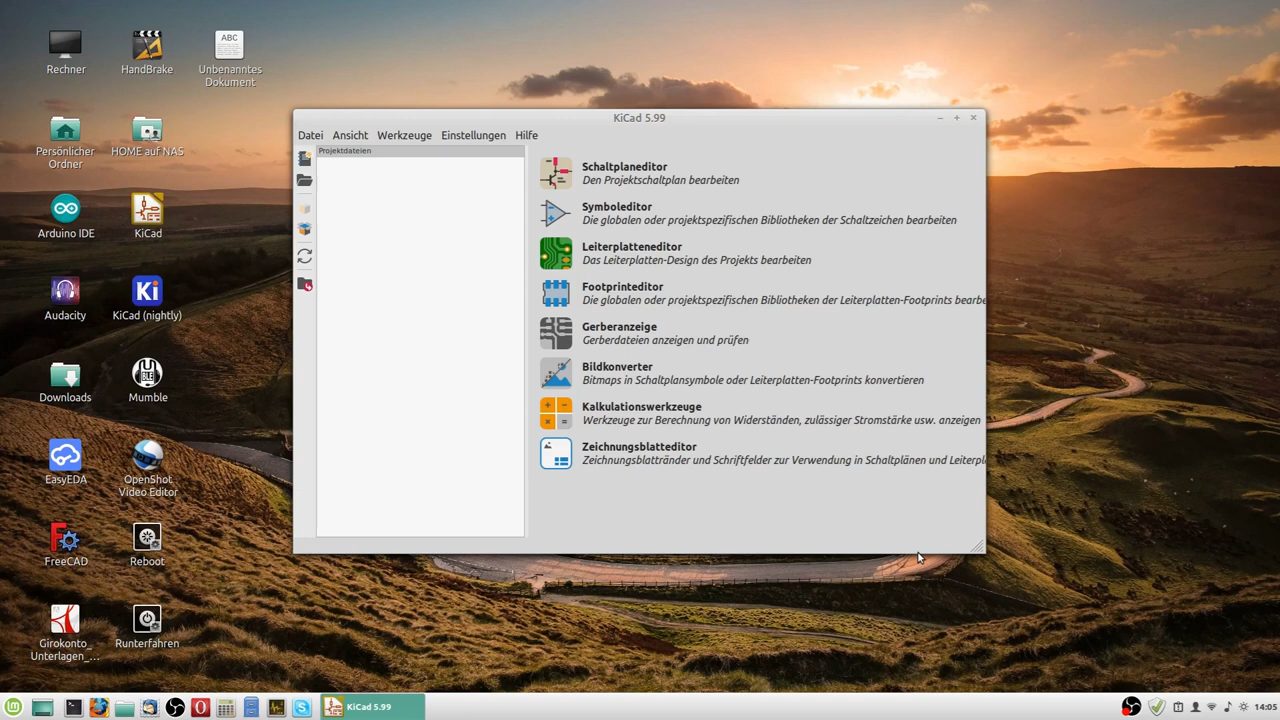 Rechner
HandBrake
ABC
Unbenanntes
Dokument
Persönlicher
Ordner
HOME auf NAS
Arduino IDE
KiCad
Audacity
Ki
KiCad (nightly)
Downloads
Mumble
EasyEDA
OpenShot
Video Editor
FreeCAD
Reboot
Girokonto_
Unterlagen_...
Runterfahren
KiCad 5.99
Datei Ansicht Werkzeuge Einstellungen Hilfe
Projektdateien
Schaltplaneditor
Den Projektschaltplan bearbeiten
Symboleditor
Die globalen oder projektspezifischen Bibliotheken der Schaltzeichen bearbeiten
Leiterplatteneditor
Das Leiterplatten-Design des Projekts bearbeiten
Footprinteditor
Die globalen oder projektspezifischen Bibliotheken der Leiterplatten-Footprints bearbe
Gerberanzeige
Gerberdateien anzeigen und prüfen
Bildkonverter
Bitmaps in Schaltplansymbole oder Leiterplatten-Footprints konvertieren
Kalkulationswerkzeuge
Werkzeuge zur Berechnung von Widerständen, zulässiger Stromstärke usw. anzeigen
Zeichnungsblatteditor
Zeichnungsblattränder und Schriftfelder zur Verwendung in Schaltplänen und Leiterpl
KiCad 5.99
14:05